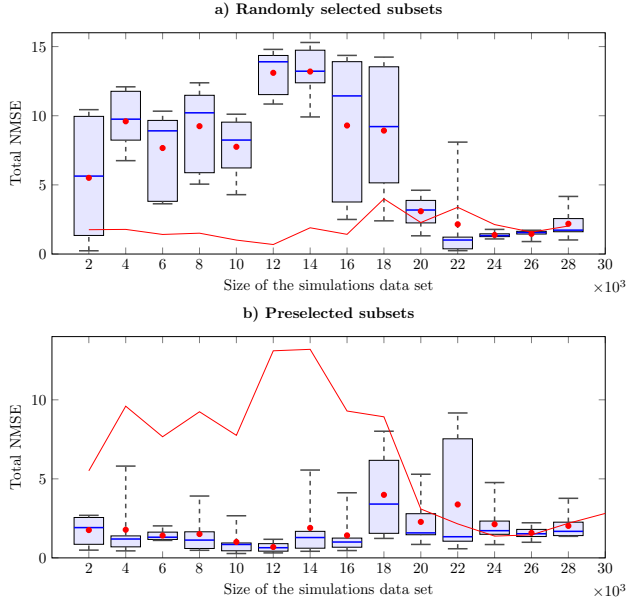 a) Randomly selected subsets
15
10
5
0
Total NMSE
2 4 6 8 10 12 14 16 18 20 22 24 26 28 30
Size of the simulations data set
×10³
b) Preselected subsets
10
5
0
Total NMSE
2 4 6 8 10 12 14 16 18 20 22 24 26 28 30
Size of the simulations data set
×10³